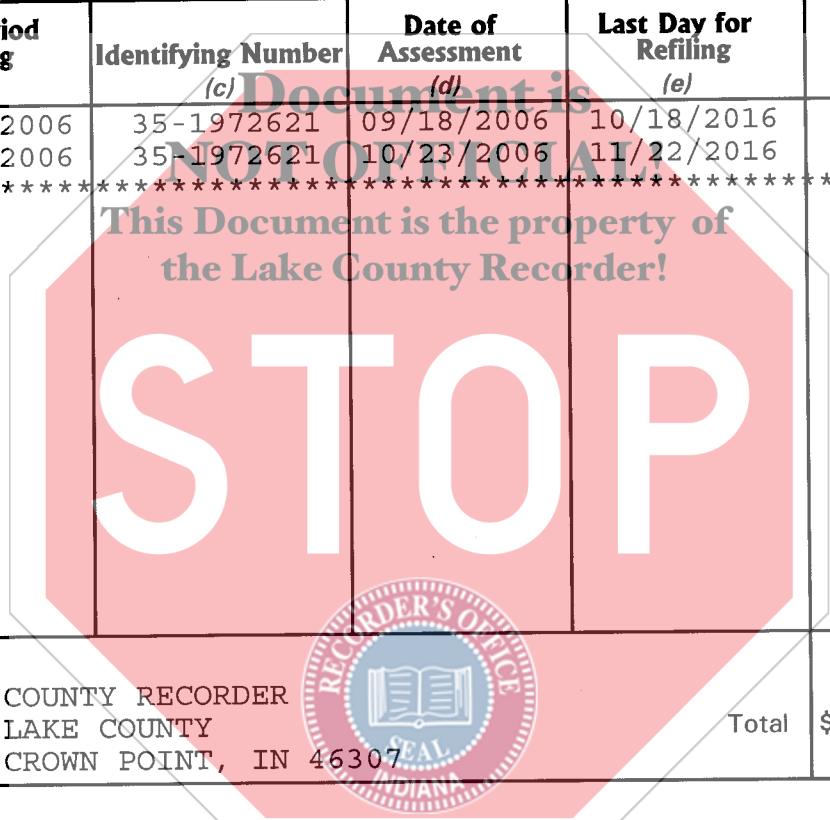 iod
g
Identifying Number
(c)
Date of
Assessment
(d)
Last Day for
Refiling
(e)
Document is
2006 35-1972621 09/18/2006 10/18/2016
2006 35-1972621 10/23/2006 11/22/2016
NOT OFFICIAL!
*************************************************
This Document is the property of
the Lake County Recorder!
STOP
RECORDER'S OFFICE
SEAL
INDIANA
COUNTY RECORDER
LAKE COUNTY
CROWN POINT, IN 46307
Total
$